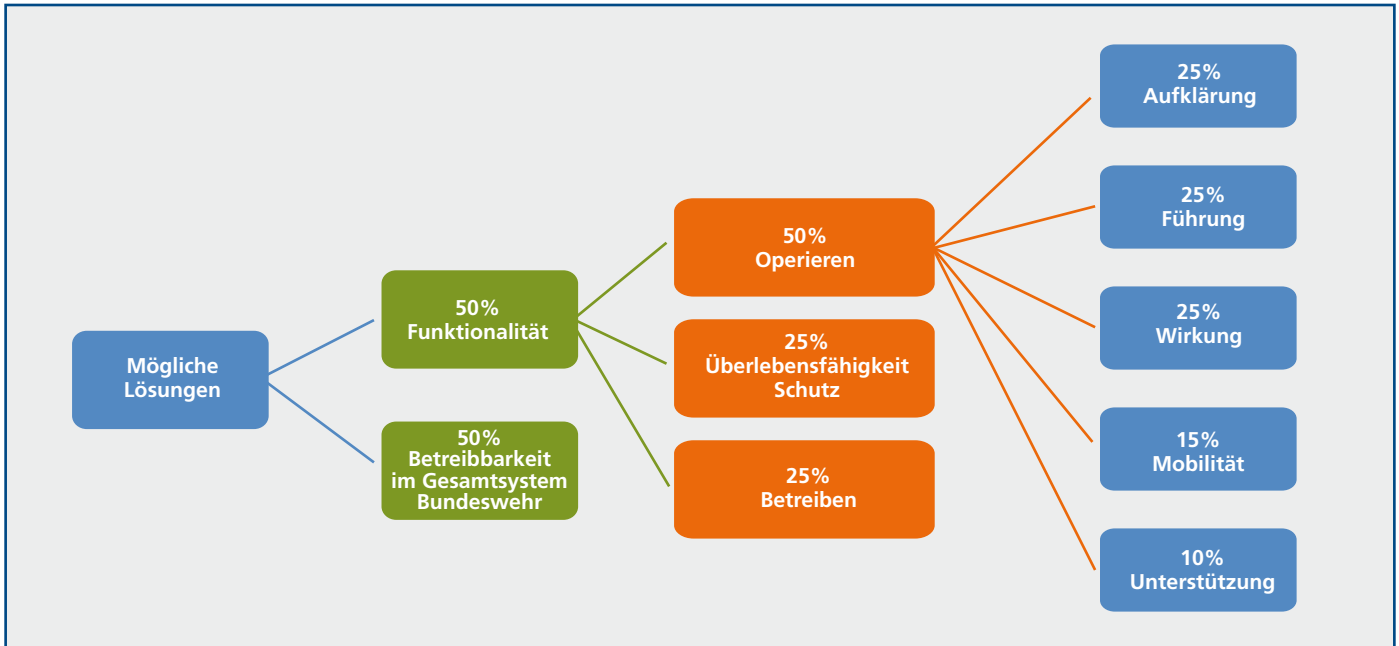 Mögliche
Lösungen
50%
Funktionalität
50%
Betreibbarkeit
im Gesamtsystem
Bundeswehr
50%
Operieren
25%
Überlebensfähigkeit
Schutz
25%
Betreiben
25%
Aufklärung
25%
Führung
25%
Wirkung
15%
Mobilität
10%
Unterstützung